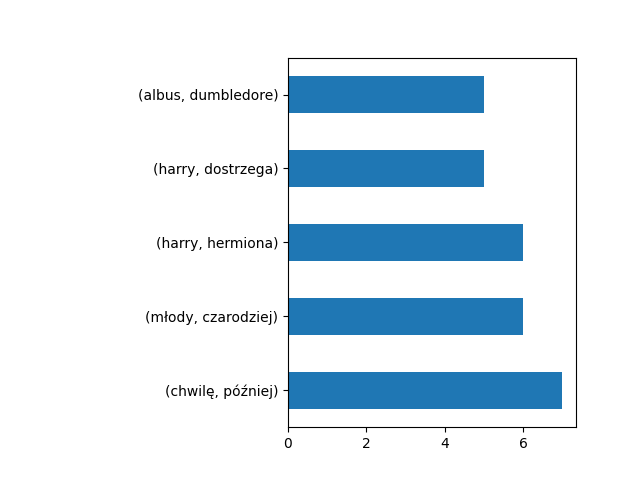 (albus, dumbledore)
(harry, dostrzega)
(harry, hermiona)
(młody, czarodziej)
(chwilę, później)
0 2 4 6